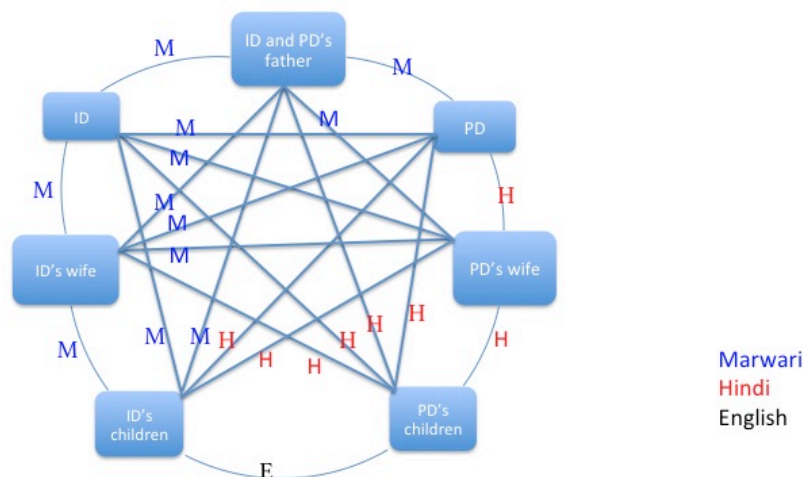 ID and PD's
father
M
M
ID
PD
M
M
M
M
H
M
M
M
ID's wife
PD's wife
M
M
M
H
H
H
H
H
H
H
ID's
children
PD's
children
E
Marwari
Hindi
English